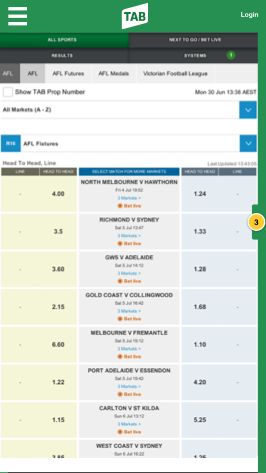 TAB
Login
ALL SPORTS
NEXT TO GO / BET LIVE
RESULTS
SYSTEMS 1
AFL AFL AFL Futures AFL Medals Victorian Football League
Show TAB Prop Number Mon 30 Jun 13:38 AEST
All Markets (A - Z)
R16 AFL Fixtures
Head To Head, Line Last Updated 13:43:05
LINE HEAD TO HEAD SELECT MATCH FOR MORE MARKETS HEAD TO HEAD LINE
NORTH MELBOURNE V HAWTHORN
Fri 4 Jul 19:52
- 4.00 3 Markets > 1.24 -
Bet live
RICHMOND V SYDNEY
Sat 5 Jul 13:47
- 3.5 3 Markets > 1.33 -
Bet live
3
GWS V ADELAIDE
Sat 5 Jul 14:12
- 3.60 3 Markets > 1.28 -
Bet live
GOLD COAST V COLLINGWOOD
Sat 5 Jul 16:42
- 2.15 3 Markets > 1.68 -
Bet live
MELBOURNE V FREMANTLE
Sat 5 Jul 19:42
- 6.60 3 Markets > 1.10 -
Bet live
PORT ADELAIDE V ESSENDON
Sat 5 Jul 19:42
- 1.22 3 Markets > 4.20 -
Bet live
CARLTON V ST KILDA
Sun 6 Jul 13:12
- 1.15 3 Markets > 5.25 -
Bet live
WEST COAST V SYDNEY
Sun 6 Jul 16:22